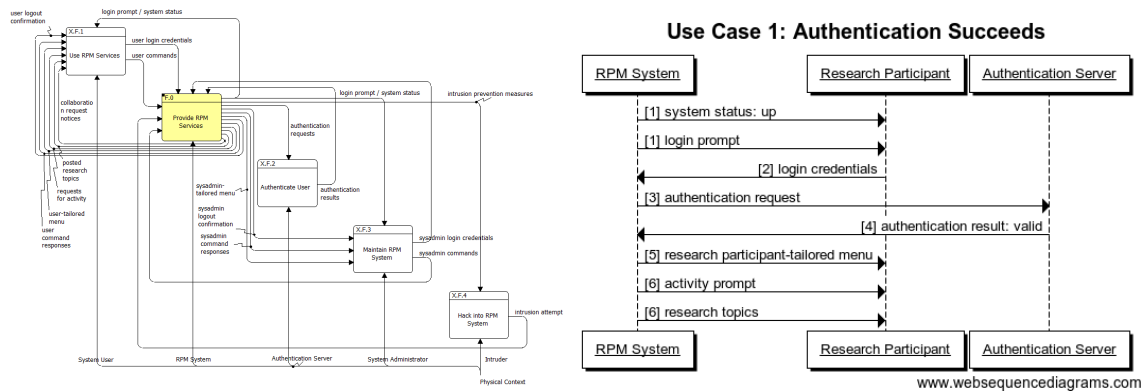 user logout
confirmation
login prompt / system status
X.F.1
Use RPM Services
user login credentials
user commands
F.0
Provide RPM
Services
collaboratio
n request
notices
login prompt / system status
intrusion prevention measures
authentication
requests
X.F.2
Authenticate User
authentication
results
posted
research
topics
requests
for activity
user-tailored
menu
user
command
responses
sysadmin-
tailored menu
sysadmin
logout
confirmation
sysadmin
command
responses
X.F.3
Maintain RPM
System
sysadmin login credentials
sysadmin commands
X.F.4
Hack into RPM
System
intrusion attempt
System User
RPM System
Authentication Server
System Administrator
Intruder
Physical Context
Use Case 1: Authentication Succeeds
RPM System
Research Participant
Authentication Server
[1] system status: up
[1] login prompt
[2] login credentials
[3] authentication request
[4] authentication result: valid
[5] research participant-tailored menu
[6] activity prompt
[6] research topics
RPM System
Research Participant
Authentication Server
www.websequencediagrams.com